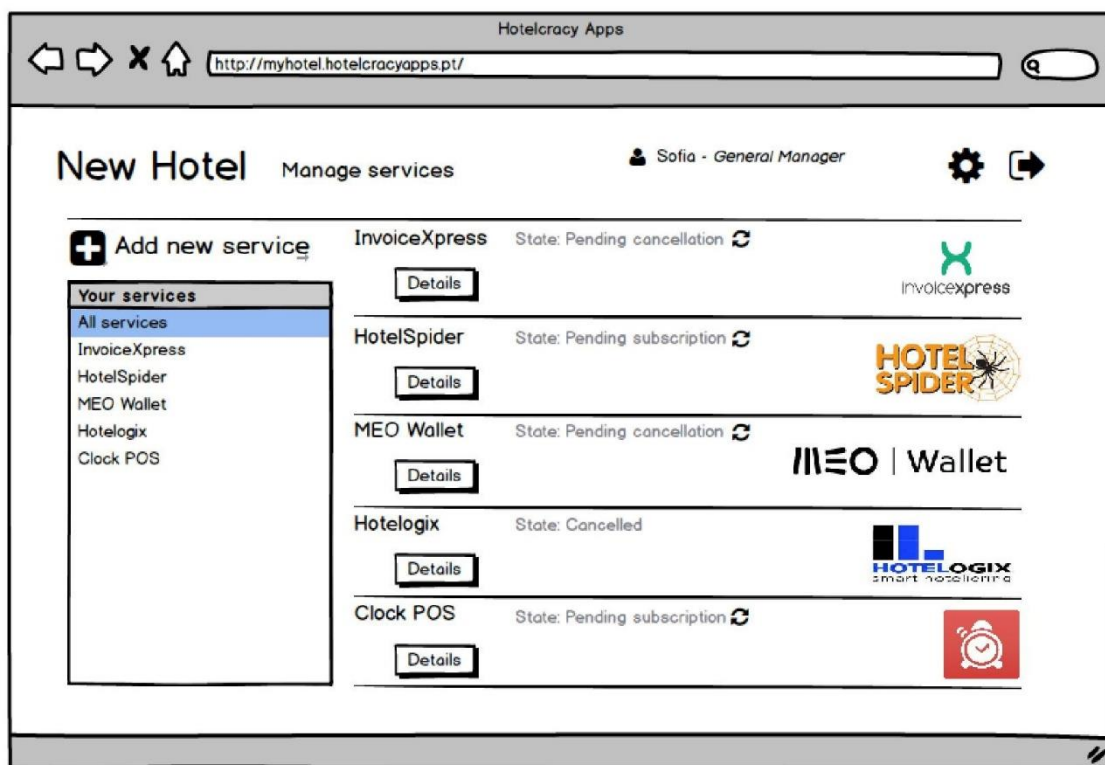 Hotelcracy Apps
http://myhotel.hotelcracyapps.pt/
New Hotel
Manage services
Sofia - General Manager
Add new service
Your services
All services
InvoiceXpress
HotelSpider
MEO Wallet
Hotelogix
Clock POS
InvoiceXpress
State: Pending cancellation
Details
invoicexpress
HotelSpider
State: Pending subscription
Details
HOTEL
SPIDER
MEO Wallet
State: Pending cancellation
Details
MEO | Wallet
Hotelogix
State: Cancelled
Details
HOTELOGIX
smart hoteliering
Clock POS
State: Pending subscription
Details